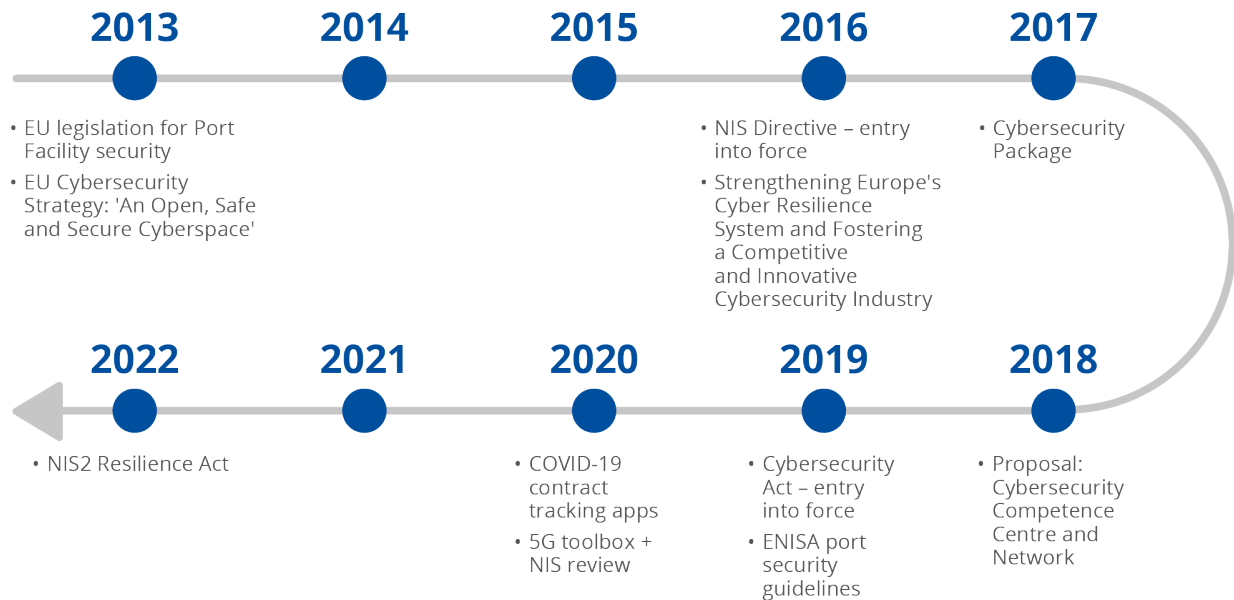 2013
2014
2015
2016
2017
• EU legislation for Port
Facility security
• EU Cybersecurity
Strategy: 'An Open, Safe
and Secure Cyberspace'
• NIS Directive – entry
into force
• Strengthening Europe's
Cyber Resilience
System and Fostering
a Competitive
and Innovative
Cybersecurity Industry
• Cybersecurity
Package
2022
2021
2020
2019
2018
• NIS2 Resilience Act
• COVID-19
contract
tracking apps
• 5G toolbox +
NIS review
• Cybersecurity
Act – entry
into force
• ENISA port
security
guidelines
• Proposal:
Cybersecurity
Competence
Centre and
Network